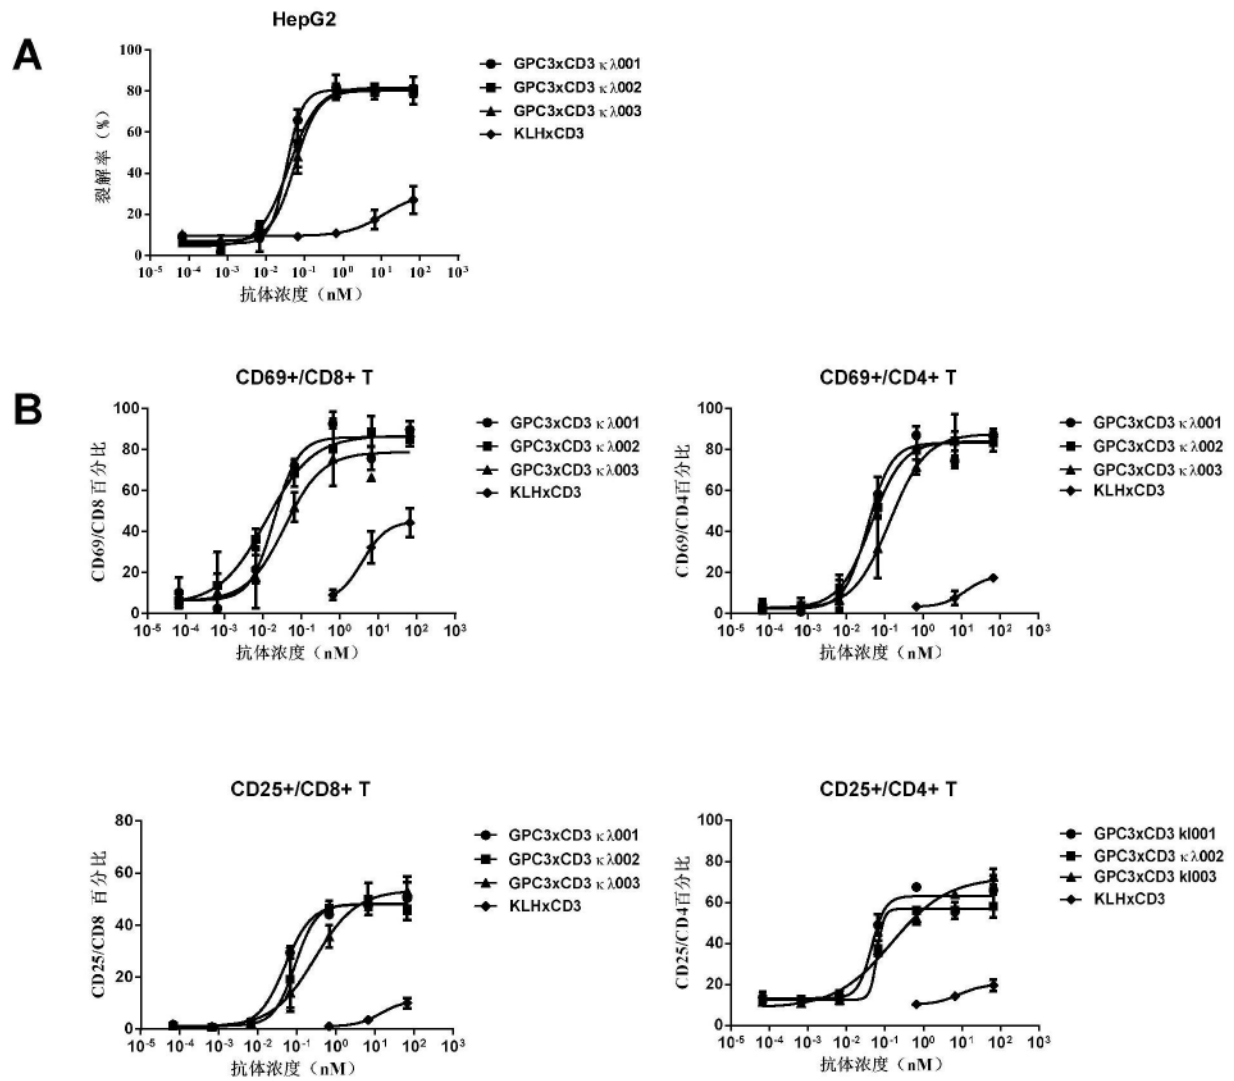 A
HepG2
裂解率（%）
100
80
60
40
20
0
10-5 10-4 10-3 10-2 10-1 100 101 102 103
抗体浓度（nM）
GPC3xCD3 κλ001
GPC3xCD3 κλ002
GPC3xCD3 κλ003
KLHxCD3
B
CD69+/CD8+ T
CD69/CD8百分比
100
80
60
40
20
0
10-5 10-4 10-3 10-2 10-1 100 101 102 103
抗体浓度（nM）
GPC3xCD3 κλ001
GPC3xCD3 κλ002
GPC3xCD3 κλ003
KLHxCD3
CD69+/CD4+ T
CD69/CD4百分比
100
80
60
40
20
0
10-5 10-4 10-3 10-2 10-1 100 101 102 103
抗体浓度（nM）
GPC3xCD3 κλ001
GPC3xCD3 κλ002
GPC3xCD3 κλ003
KLHxCD3
CD25+/CD8+ T
CD25/CD8 百分比
80
60
40
20
0
10-5 10-4 10-3 10-2 10-1 100 101 102 103
抗体浓度（nM）
GPC3xCD3 κλ001
GPC3xCD3 κλ002
GPC3xCD3 κλ003
KLHxCD3
CD25+/CD4+ T
CD25/CD4百分比
100
80
60
40
20
0
10-5 10-4 10-3 10-2 10-1 100 101 102 103
抗体浓度（nM）
GPC3xCD3 kl001
GPC3xCD3 κλ002
GPC3xCD3 kl003
KLHxCD3